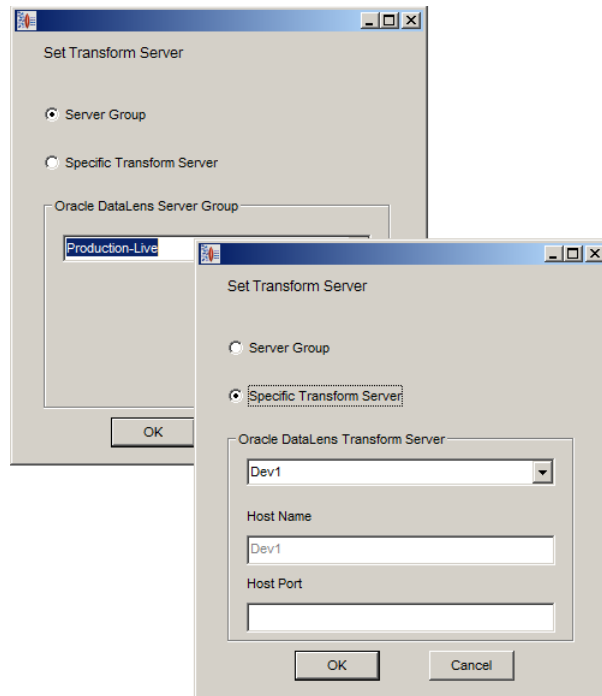 Set Transform Server
Server Group
Specific Transform Server
Oracle DataLens Server Group
Production-Live
OK
Set Transform Server
Server Group
Specific Transform Server
Oracle DataLens Transform Server
Dev1
Host Name
Dev1
Host Port
OK
Cancel